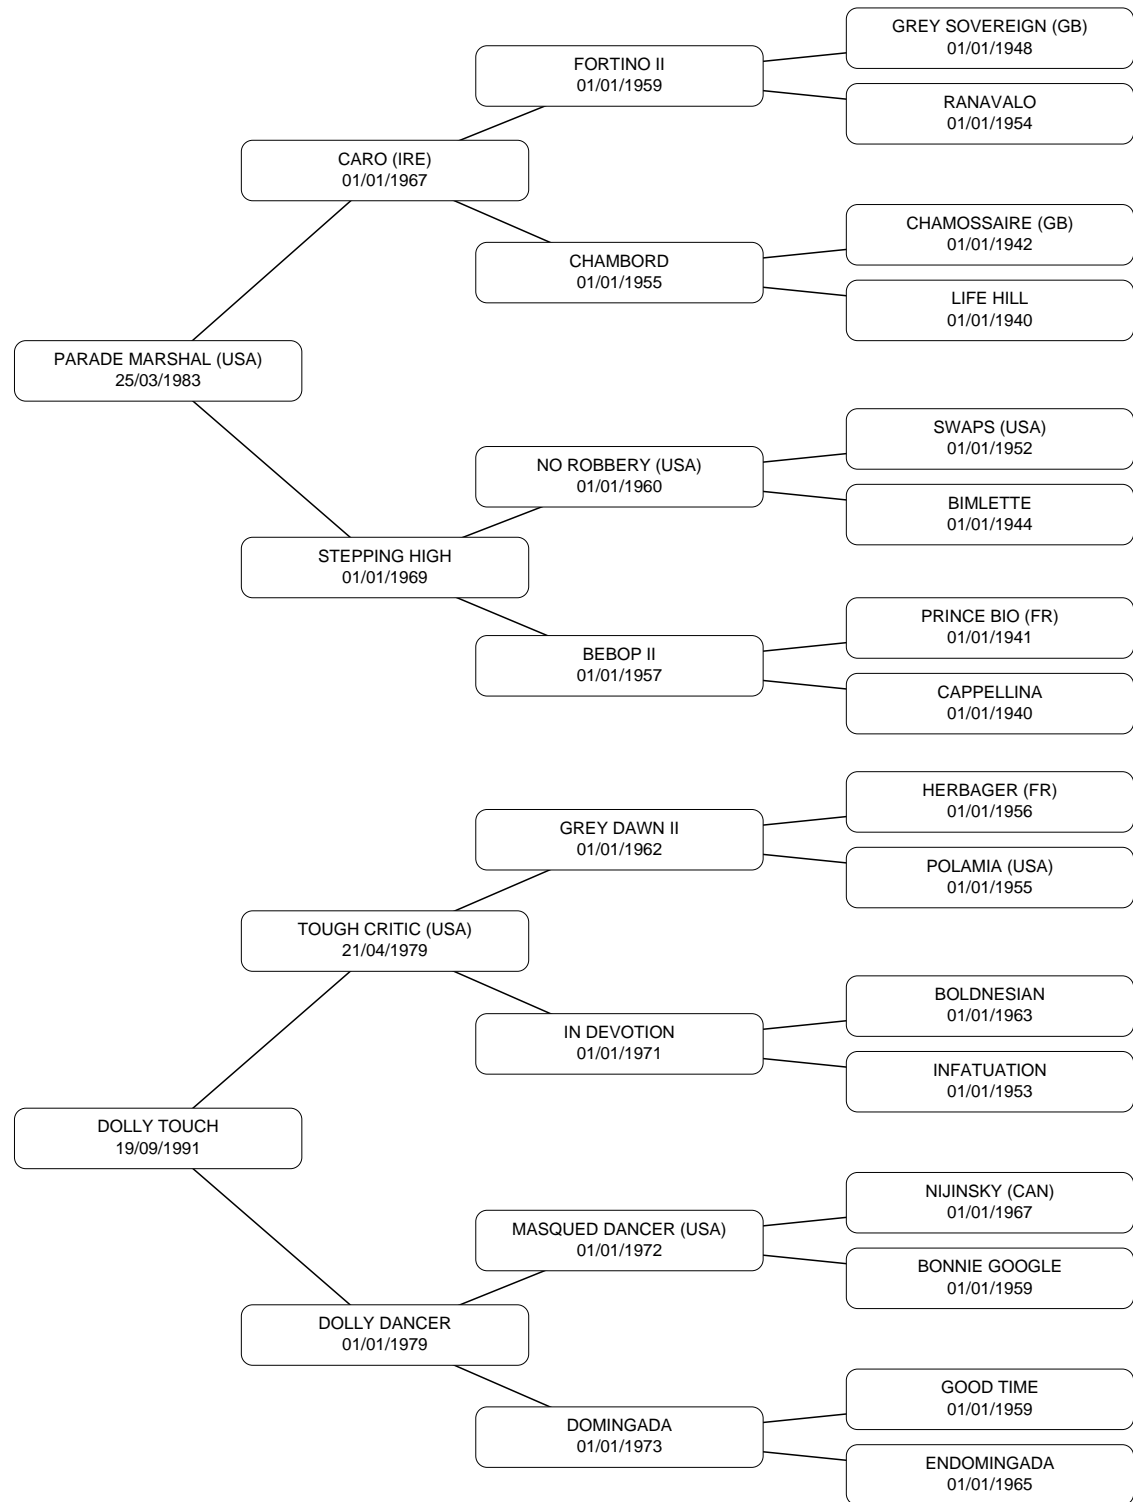 GREY SOVEREIGN (GB)
01/01/1948
FORTINO II
01/01/1959
RANAVALO
01/01/1954
CARO (IRE)
01/01/1967
CHAMOSSAIRE (GB)
01/01/1942
CHAMBORD
01/01/1955
LIFE HILL
01/01/1940
PARADE MARSHAL (USA)
25/03/1983
SWAPS (USA)
01/01/1952
NO ROBBERY (USA)
01/01/1960
BIMLETTE
01/01/1944
STEPPING HIGH
01/01/1969
PRINCE BIO (FR)
01/01/1941
BEBOP II
01/01/1957
CAPPELLINA
01/01/1940
HERBAGER (FR)
01/01/1956
GREY DAWN II
01/01/1962
POLAMIA (USA)
01/01/1955
TOUGH CRITIC (USA)
21/04/1979
BOLDNESIAN
01/01/1963
IN DEVOTION
01/01/1971
INFATUATION
01/01/1953
DOLLY TOUCH
19/09/1991
NIJINSKY (CAN)
01/01/1967
MASQUED DANCER (USA)
01/01/1972
BONNIE GOOGLE
01/01/1959
DOLLY DANCER
01/01/1979
GOOD TIME
01/01/1959
DOMINGADA
01/01/1973
ENDOMINGADA
01/01/1965